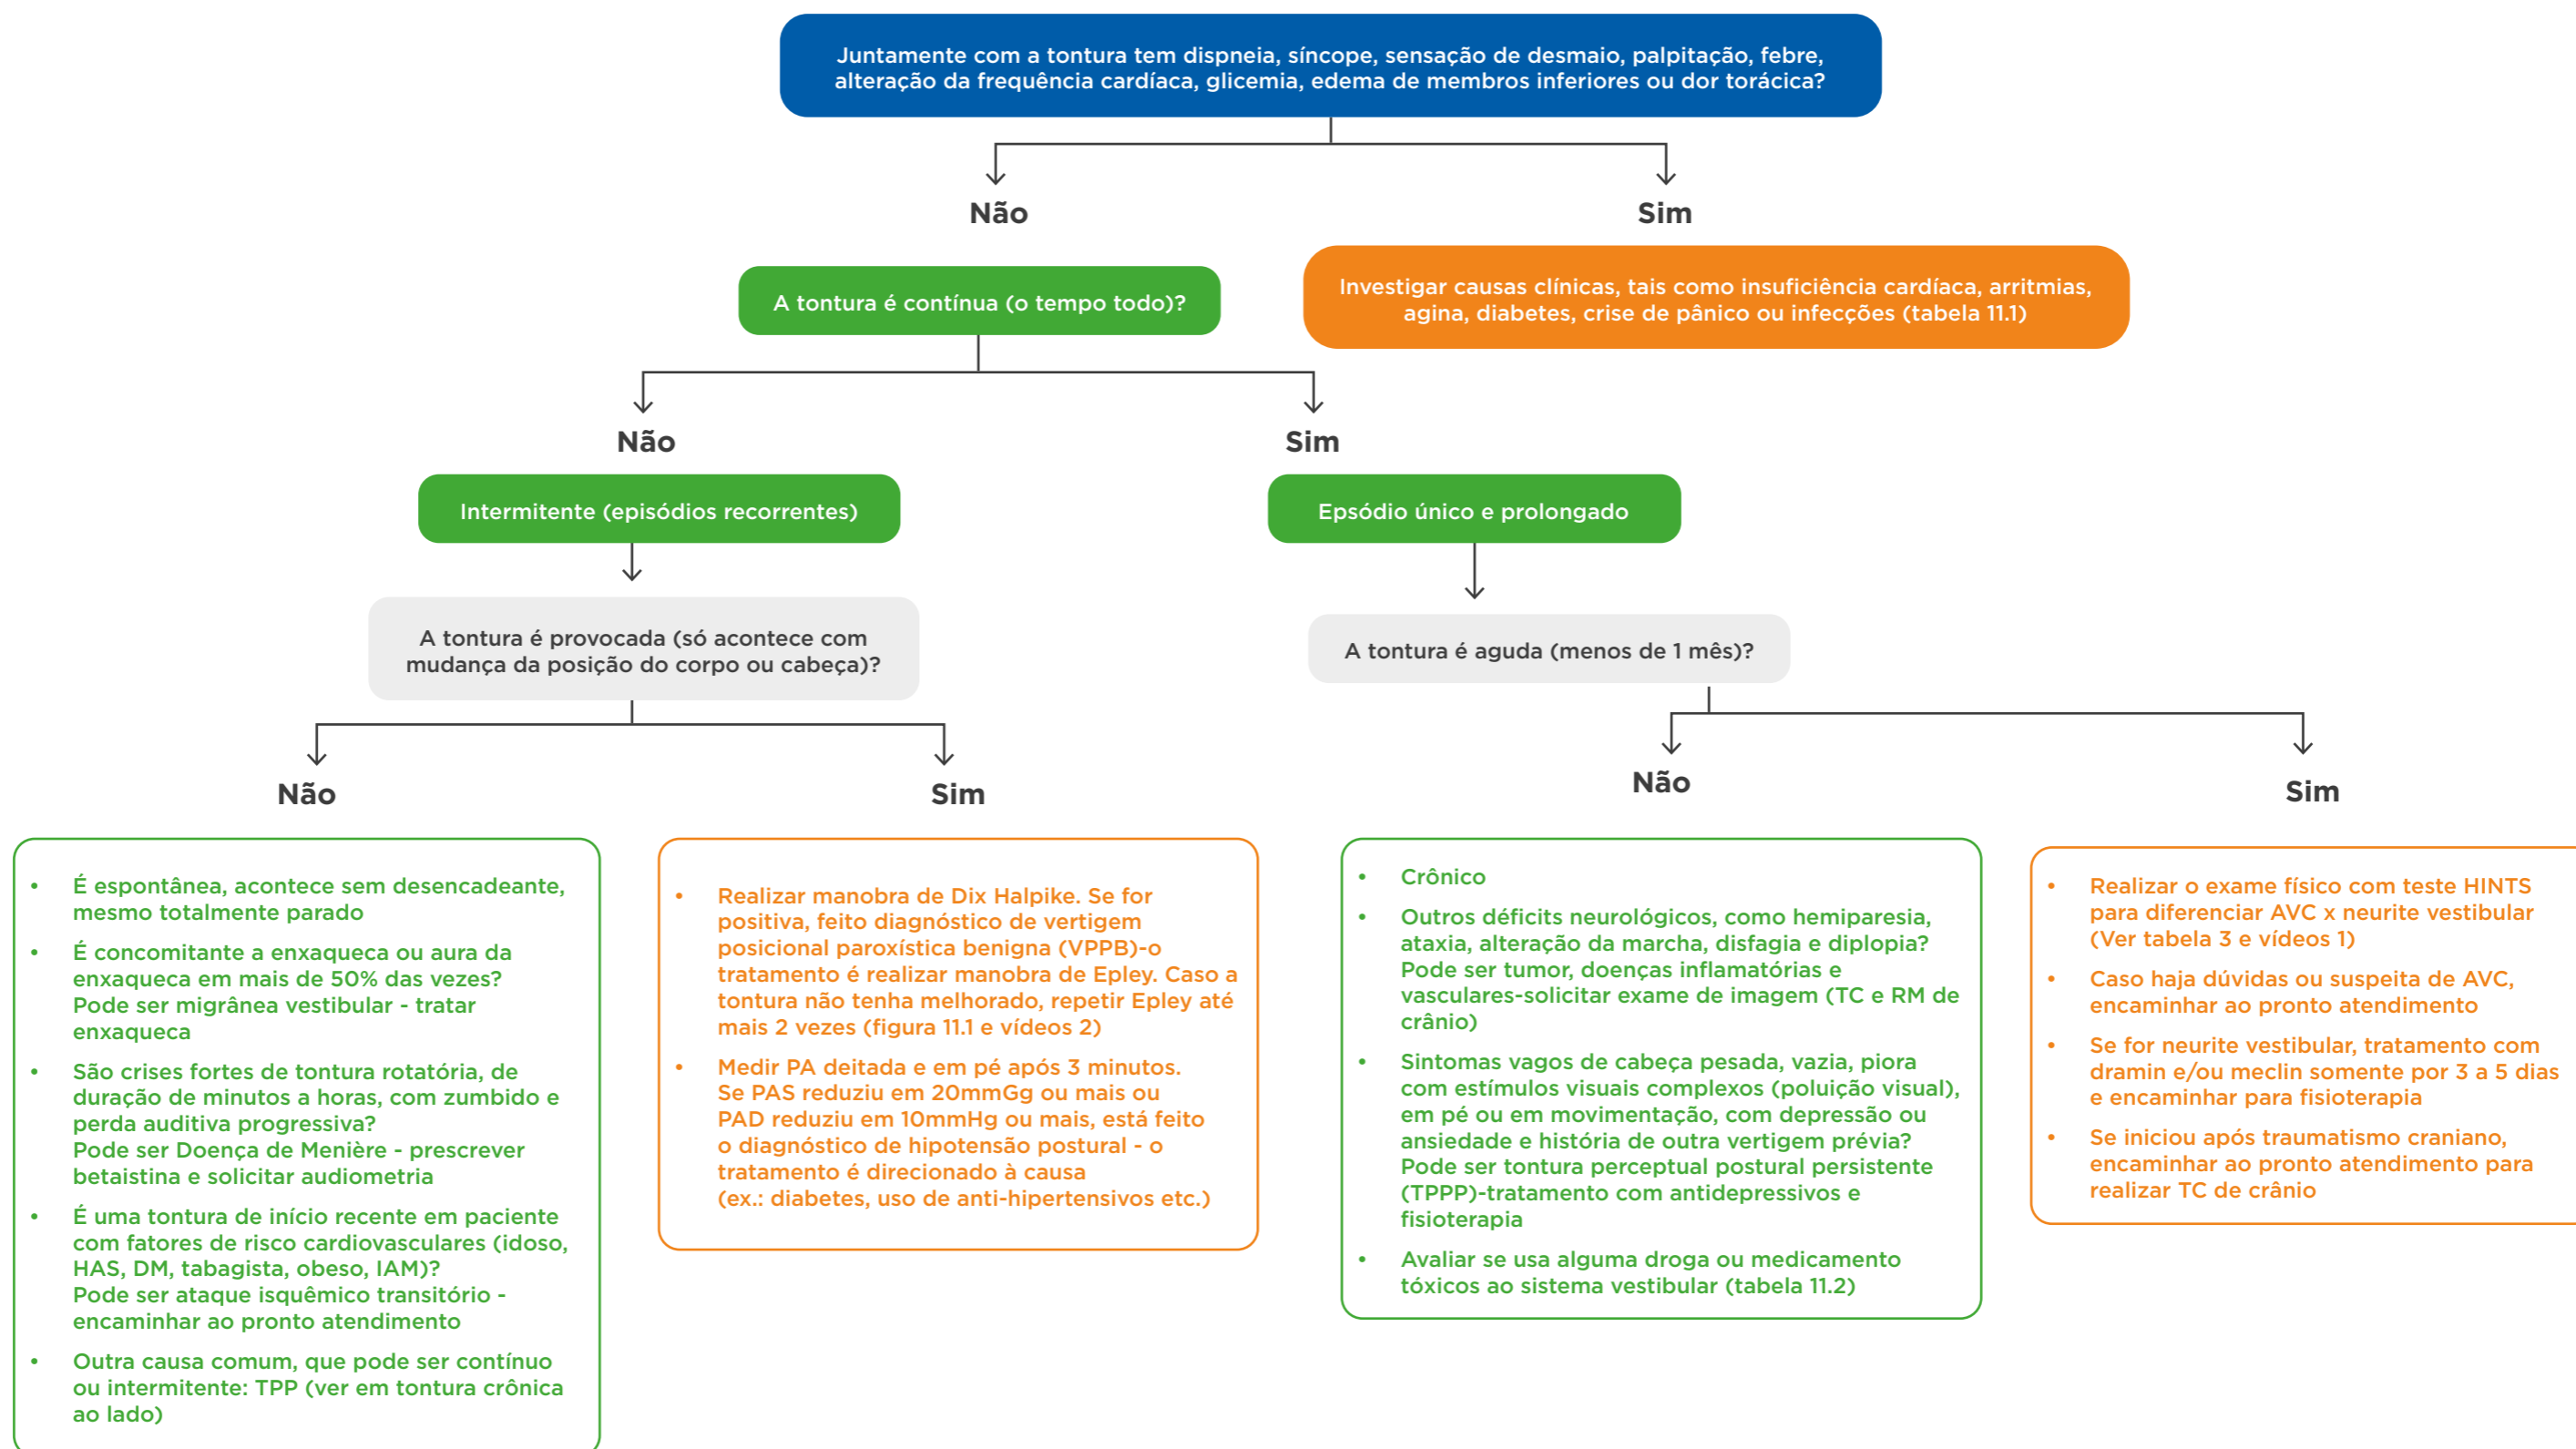 Juntamente com a tontura tem dispneia, síncope, sensação de desmaio, palpitação, febre,
alteração da frequência cardíaca, glicemia, edema de membros inferiores ou dor torácica?
Não
Sim
A tontura é contínua (o tempo todo)?
Investigar causas clínicas, tais como insuficiência cardíaca, arritmias,
agina, diabetes, crise de pânico ou infecções (tabela 11.1)
Não
Sim
Intermitente (episódios recorrentes)
Epsódio único e prolongado
A tontura é provocada (só acontece com
mudança da posição do corpo ou cabeça)?
A tontura é aguda (menos de 1 mês)?
Não
Sim
Não
Sim
• É espontânea, acontece sem desencadeante,
mesmo totalmente parado
• É concomitante a enxaqueca ou aura da
enxaqueca em mais de 50% das vezes?
Pode ser migrânea vestibular - tratar
enxaqueca
• São crises fortes de tontura rotatória, de
duração de minutos a horas, com zumbido e
perda auditiva progressiva?
Pode ser Doença de Menière - prescrever
betaistina e solicitar audiometria
• É uma tontura de início recente em paciente
com fatores de risco cardiovasculares (idoso,
HAS, DM, tabagista, obeso, IAM)?
Pode ser ataque isquêmico transitório -
encaminhar ao pronto atendimento
• Outra causa comum, que pode ser contínuo
ou intermitente: TPP (ver em tontura crônica
ao lado)
• Realizar manobra de Dix Halpike. Se for
positiva, feito diagnóstico de vertigem
posicional paroxística benigna (VPPB)-o
tratamento é realizar manobra de Epley. Caso a
tontura não tenha melhorado, repetir Epley até
mais 2 vezes (figura 11.1 e vídeos 2)
• Medir PA deitada e em pé após 3 minutos.
Se PAS reduziu em 20mmGg ou mais ou
PAD reduziu em 10mmHg ou mais, está feito
o diagnóstico de hipotensão postural - o
tratamento é direcionado à causa
(ex.: diabetes, uso de anti-hipertensivos etc.)
• Crônico
• Outros déficits neurológicos, como hemiparesia,
ataxia, alteração da marcha, disfagia e diplopia?
Pode ser tumor, doenças inflamatórias e
vasculares-solicitar exame de imagem (TC e RM de
crânio)
• Sintomas vagos de cabeça pesada, vazia, piora
com estímulos visuais complexos (poluição visual),
em pé ou em movimentação, com depressão ou
ansiedade e história de outra vertigem prévia?
Pode ser tontura perceptual postural persistente
(TPPP)-tratamento com antidepressivos e
fisioterapia
• Avaliar se usa alguma droga ou medicamento
tóxicos ao sistema vestibular (tabela 11.2)
• Realizar o exame físico com teste HINTS
para diferenciar AVC x neurite vestibular
(Ver tabela 3 e vídeos 1)
• Caso haja dúvidas ou suspeita de AVC,
encaminhar ao pronto atendimento
• Se for neurite vestibular, tratamento com
dramin e/ou meclin somente por 3 a 5 dias
e encaminhar para fisioterapia
• Se iniciou após traumatismo craniano,
encaminhar ao pronto atendimento para
realizar TC de crânio